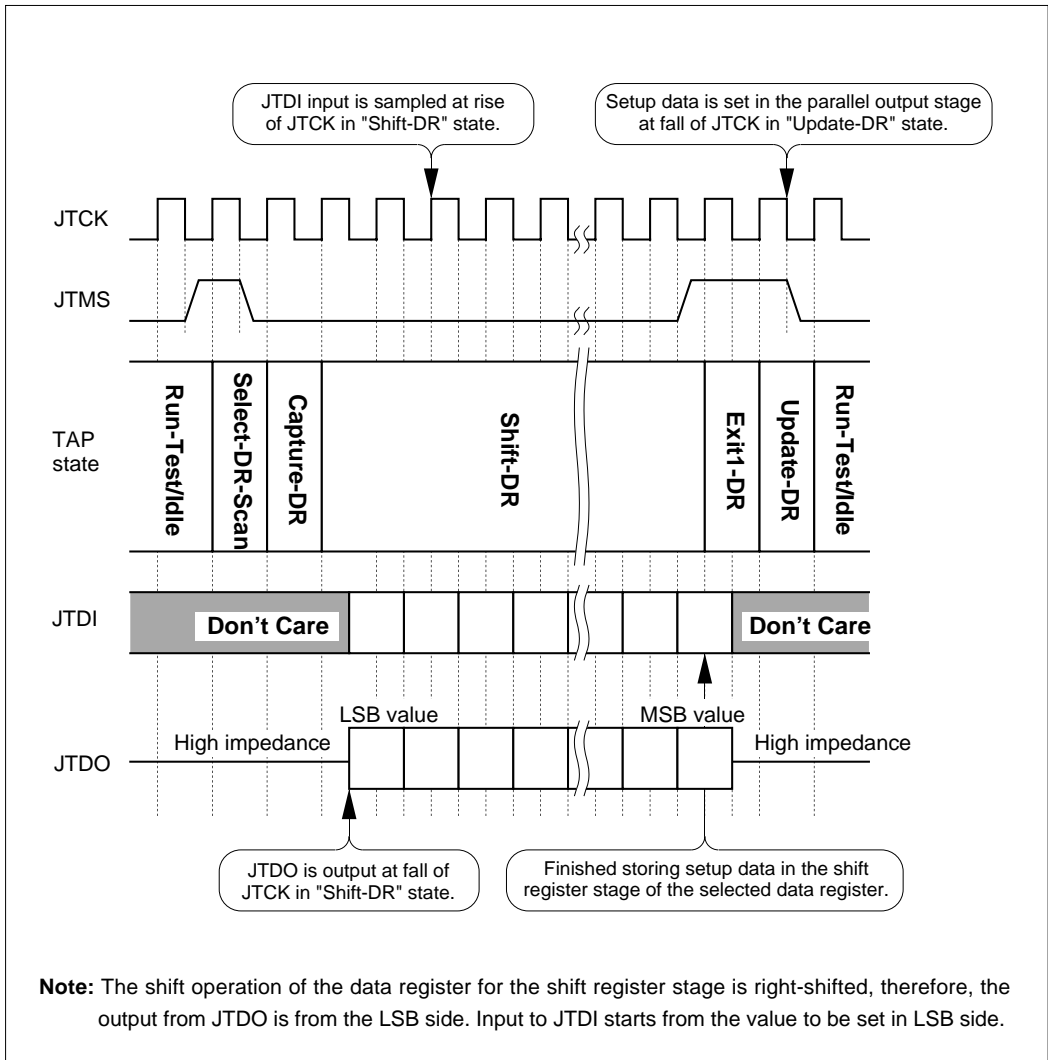 JTDI input is sampled at rise
of JTCK in "Shift-DR" state.
Setup data is set in the parallel output stage
at fall of JTCK in "Update-DR" state.
JTCK
JTMS
TAP
state
Run-Test/Idle
Select-DR-Scan
Capture-DR
Shift-DR
Exit1-DR
Update-DR
Run-Test/Idle
JTDI
Don't Care
Don't Care
LSB value
MSB value
High impedance
High impedance
JTDO
JTDO is output at fall of
JTCK in "Shift-DR" state.
Finished storing setup data in the shift
register stage of the selected data register.
Note: The shift operation of the data register for the shift register stage is right-shifted, therefore, the
output from JTDO is from the LSB side. Input to JTDI starts from the value to be set in LSB side.